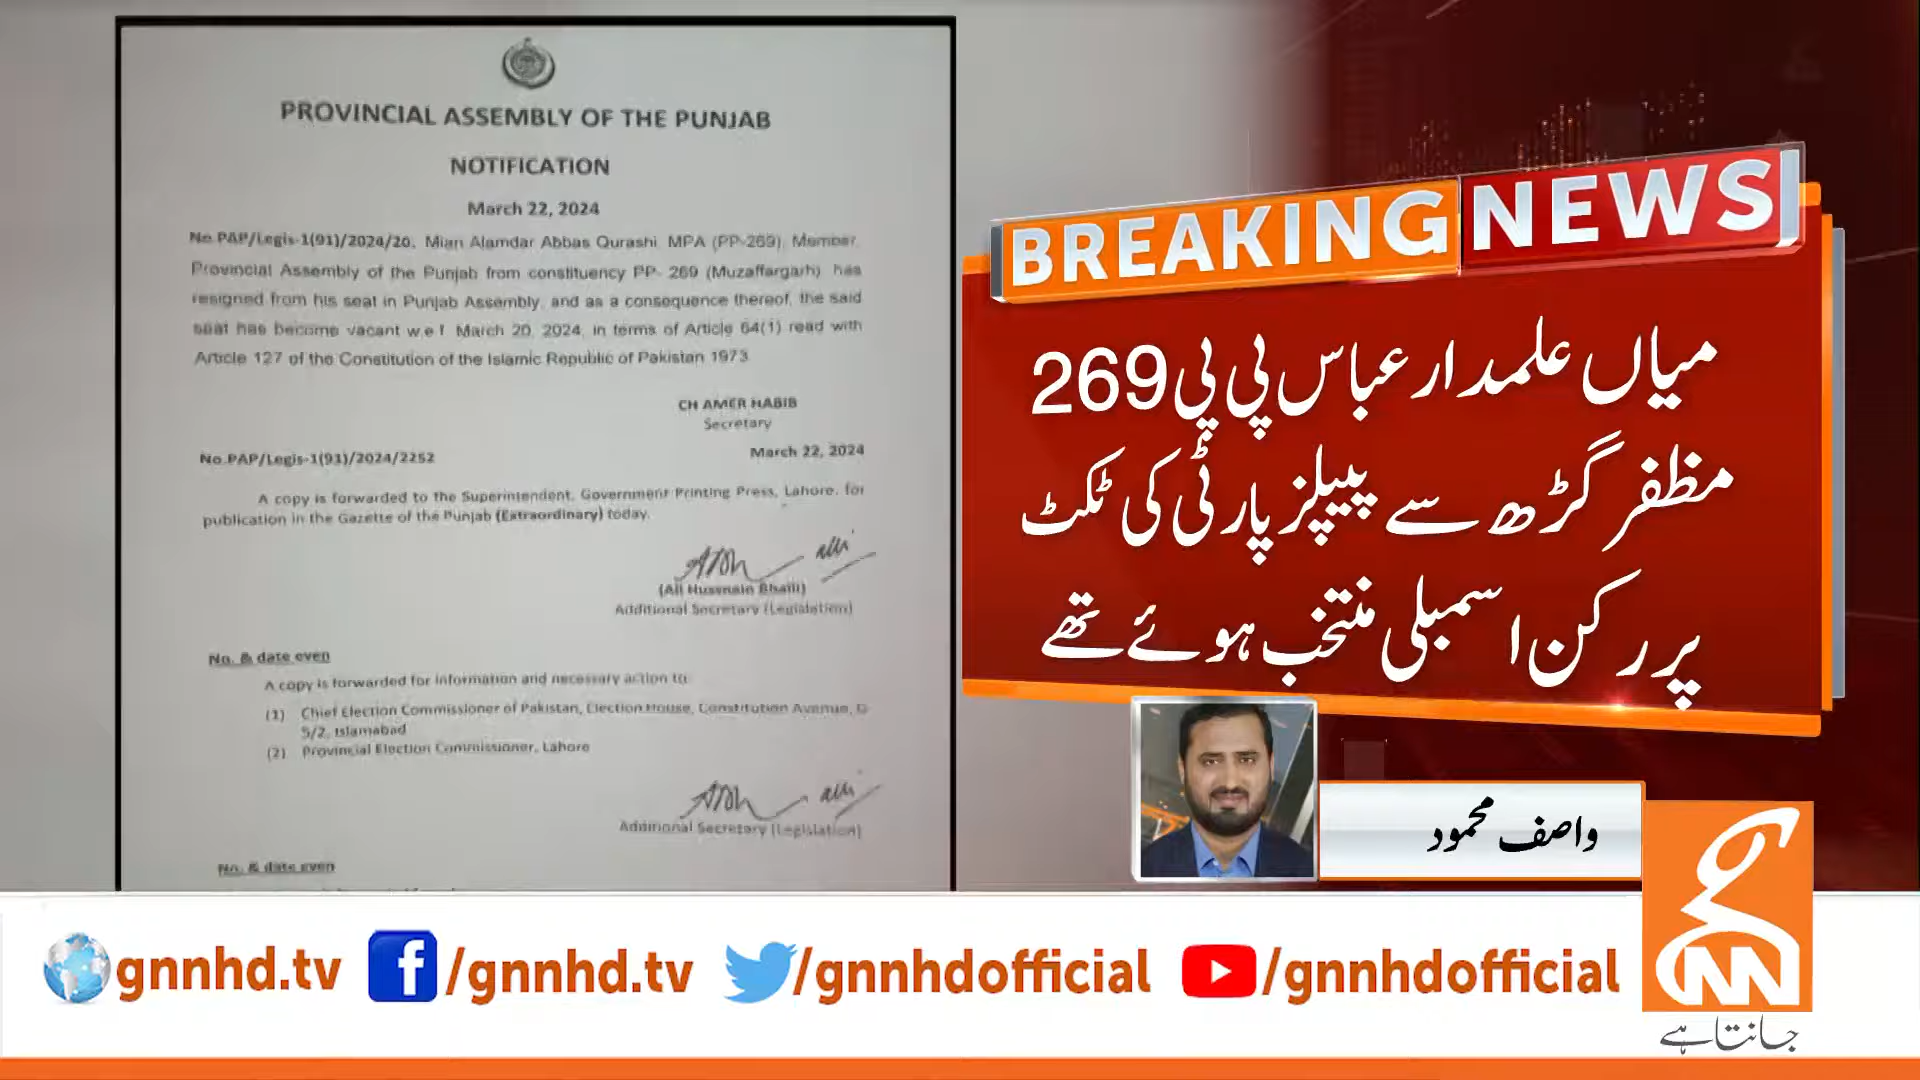 PROVINCIAL ASSEMBLY OF THE PUNJAB
NOTIFICATION
March 22, 2024
No.PAP/Legis-1(91)/2024/20. Mian Alamdar Abbas Qurashi, MPA (PP-269), Member,
Provincial Assembly of the Punjab from constituency PP- 269 (Muzaffargarh), has
resigned from his seat in Punjab Assembly, and as a consequence thereof, the said
seat has become vacant w.e.f. March 20, 2024, in terms of Article 64(1) read with
Article 127 of the Constitution of the Islamic Republic of Pakistan 1973.
CH AMER HABIB
Secretary
No.PAP/Legis-1(91)/2024/2252
March 22, 2024
A copy is forwarded to the Superintendent, Government Printing Press, Lahore, for
publication in the Gazette of the Punjab (Extraordinary) today.
(Ali Hussnain Bhalli)
Additional Secretary (Legislation)
No. & date even
A copy is forwarded for information and necessary action to:
(1) Chief Election Commissioner of Pakistan, Election House, Constitution Avenue, G
5/2, Islamabad
(2) Provincial Election Commissioner, Lahore
Additional Secretary (Legislation)
No. & date even
BREAKING NEWS
میاں علمدار عباس پی پی 269
مظفر گڑھ سے پیپلز پارٹی کی ٹکٹ
پر رکن اسمبلی منتخب ہوئے تھے
واصف محمود
gnnhd.tv
/gnnhd.tv
/gnnhdofficial
/gnnhdofficial
GNN
جانتا ہے